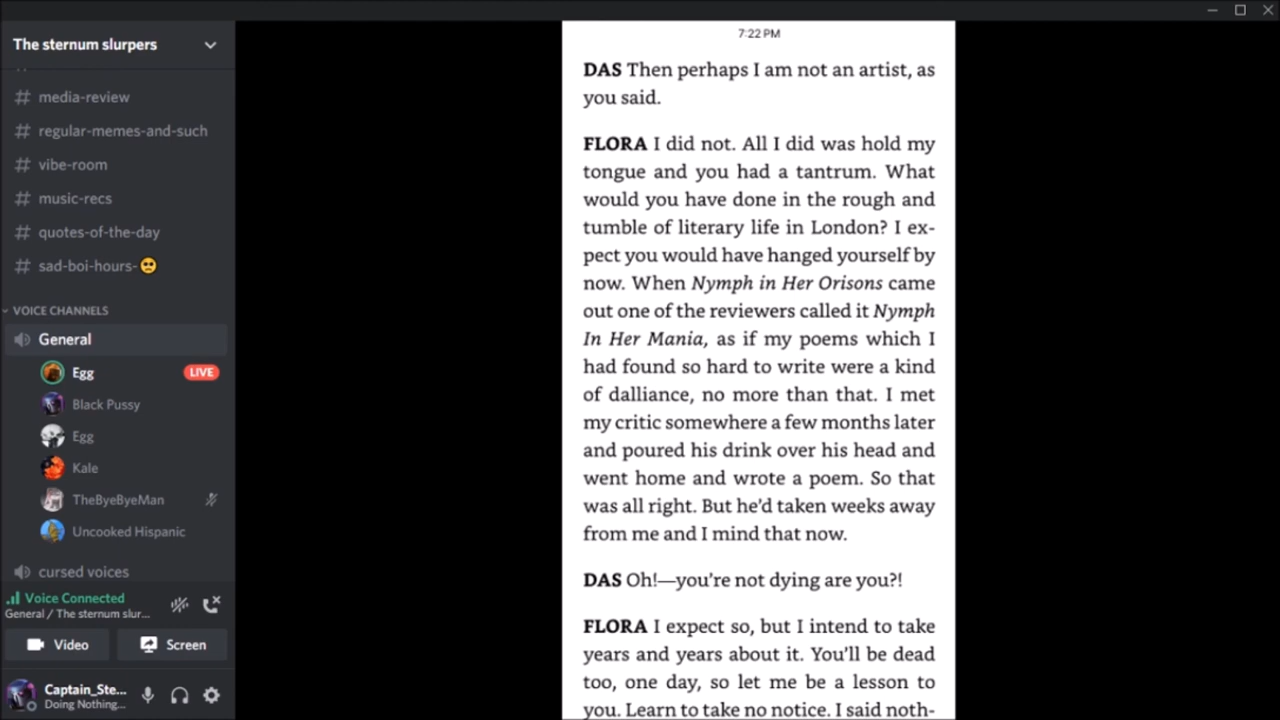 The sternum slurpers
# media-review
# regular-memes-and-such
# vibe-room
# music-recs
# quotes-of-the-day
# sad-boi-hours-🥺
VOICE CHANNELS
General
Egg LIVE
Black Pussy
Egg
Kale
TheByeByeMan
Uncooked Hispanic
cursed voices
Voice Connected
General / The sternum slur...
Video Screen
Captain_Ste...
Doing Nothing...
7:22 PM
DAS Then perhaps I am not an artist, as
you said.
FLORA I did not. All I did was hold my
tongue and you had a tantrum. What
would you have done in the rough and
tumble of literary life in London? I ex-
pect you would have hanged yourself by
now. When Nymph in Her Orisons came
out one of the reviewers called it Nymph
In Her Mania, as if my poems which I
had found so hard to write were a kind
of dalliance, no more than that. I met
my critic somewhere a few months later
and poured his drink over his head and
went home and wrote a poem. So that
was all right. But he'd taken weeks away
from me and I mind that now.
DAS Oh!—you're not dying are you?!
FLORA I expect so, but I intend to take
years and years about it. You'll be dead
too, one day, so let me be a lesson to
you. Learn to take no notice. I said noth-